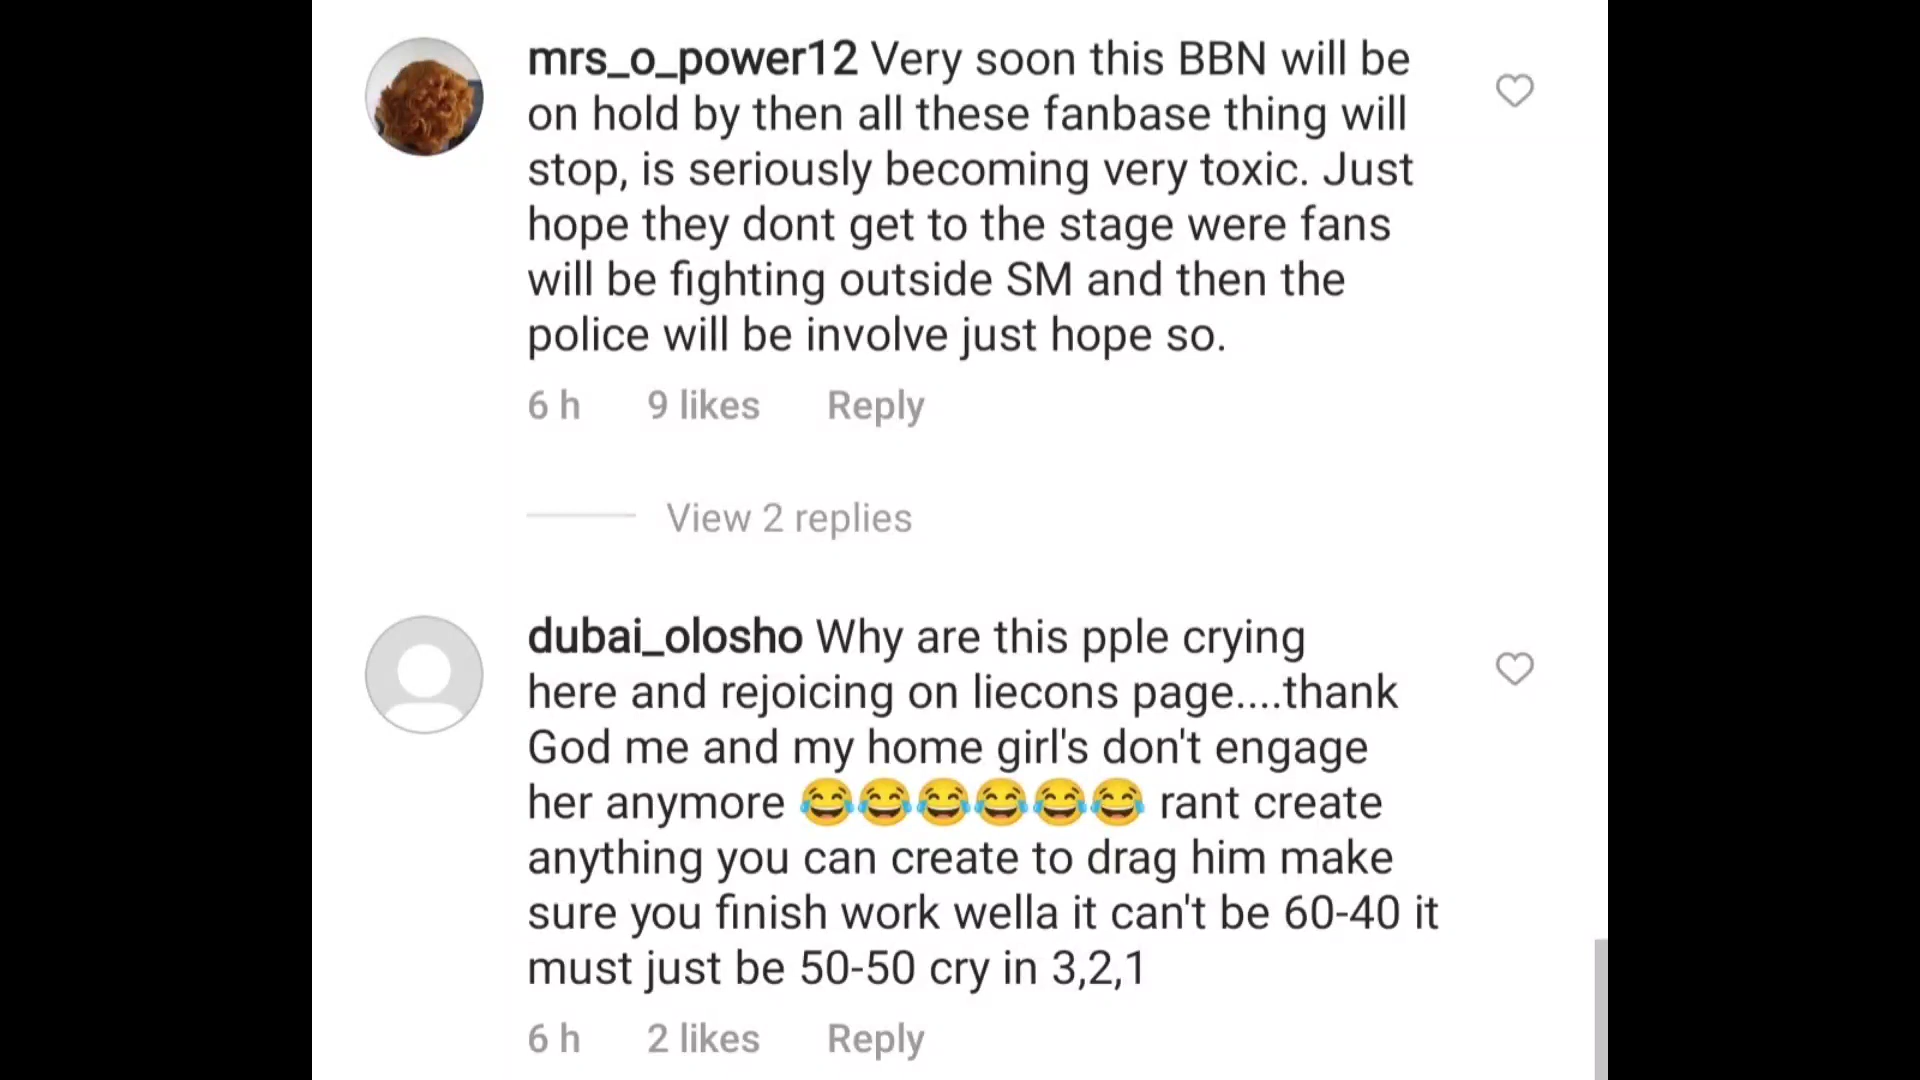 mrs_o_power12 Very soon this BBN will be
on hold by then all these fanbase thing will
stop, is seriously becoming very toxic. Just
hope they dont get to the stage were fans
will be fighting outside SM and then the
police will be involve just hope so.
6 h 9 likes Reply
View 2 replies
dubai_olosho Why are this pple crying
here and rejoicing on liecons page....thank
God me and my home girl's don't engage
her anymore 😂😂😂😂😂😂 rant create
anything you can create to drag him make
sure you finish work wella it can't be 60-40 it
must just be 50-50 cry in 3,2,1
6 h 2 likes Reply